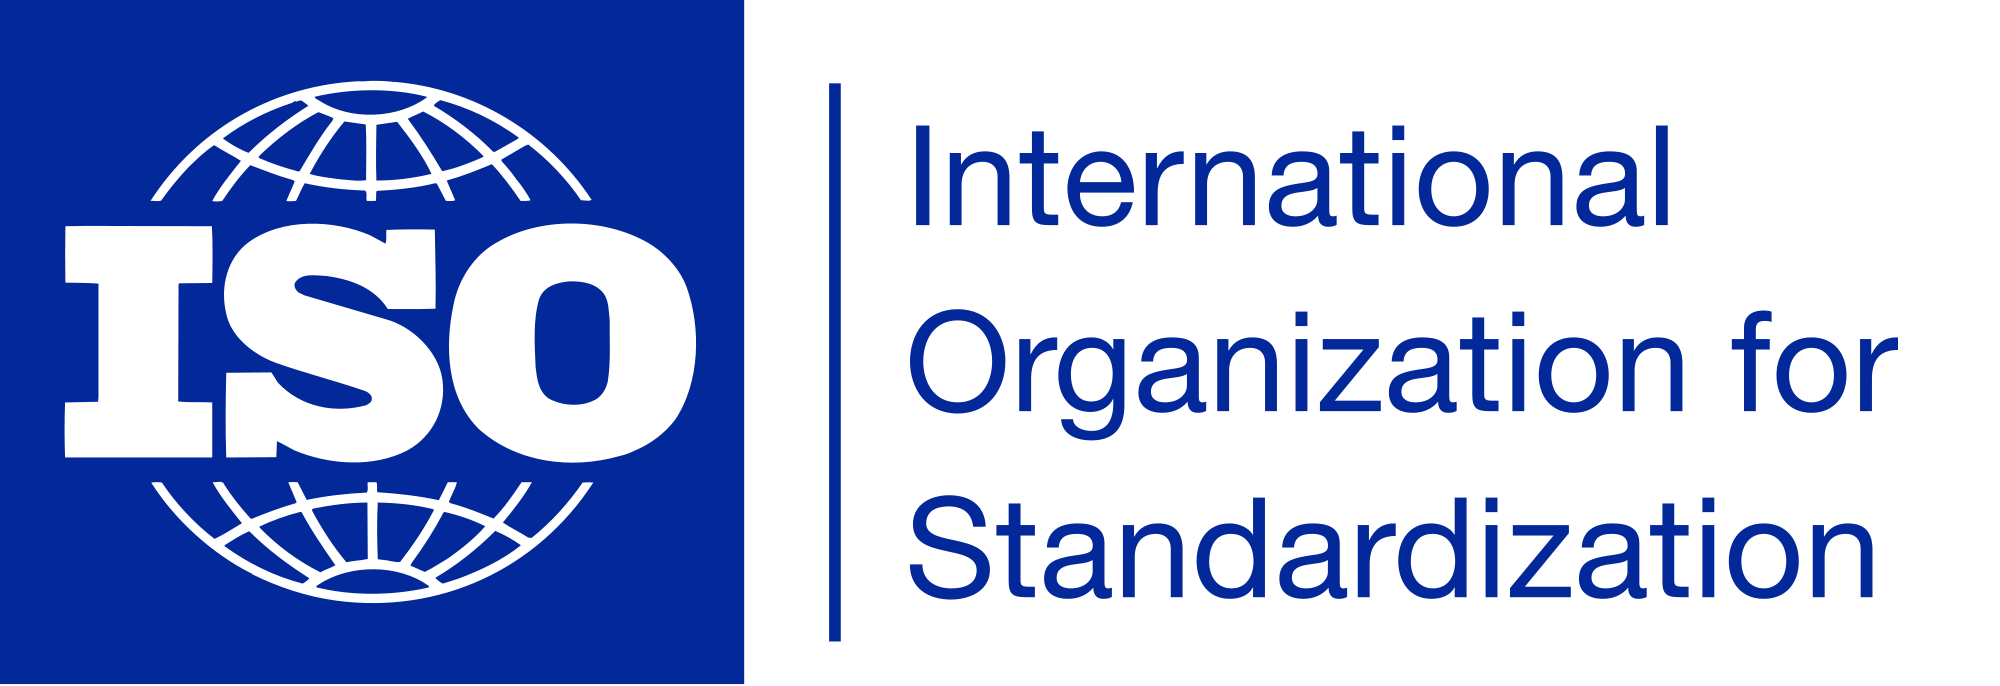 ISO
International
Organization for
Standardization